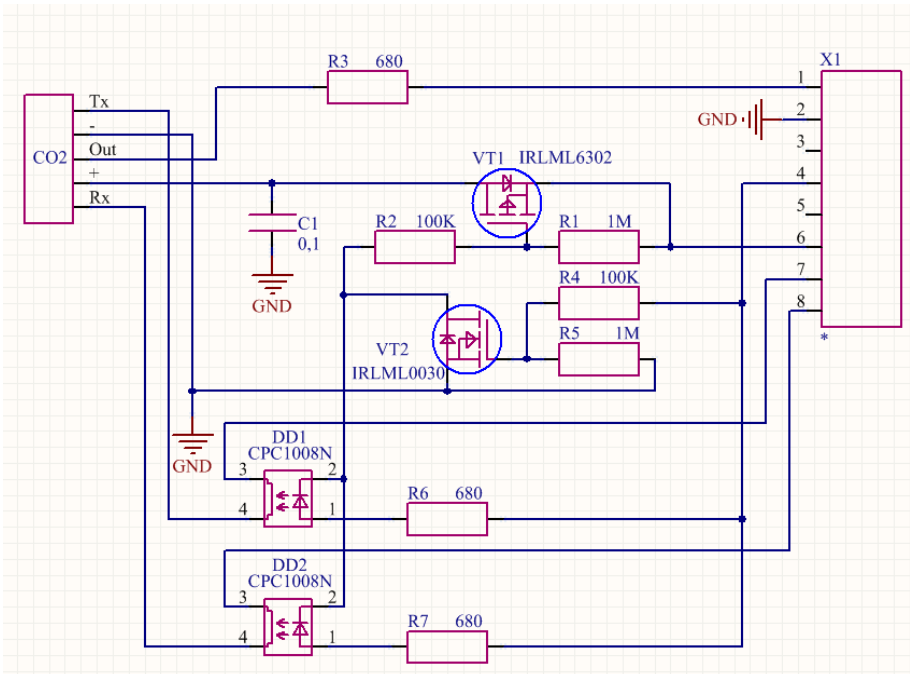 X1
R3 680
1
Tx
GND 2
-
Out
3
CO2
VT1 IRLML6302
+
4
Rx
5
C1
0,1
R2 100K
R1 1M
6
7
R4 100K
GND
8
R5 1M
*
VT2
IRLML0030
DD1
CPC1008N
GND
3 2
R6 680
4 1
DD2
CPC1008N
3 2
R7 680
4 1